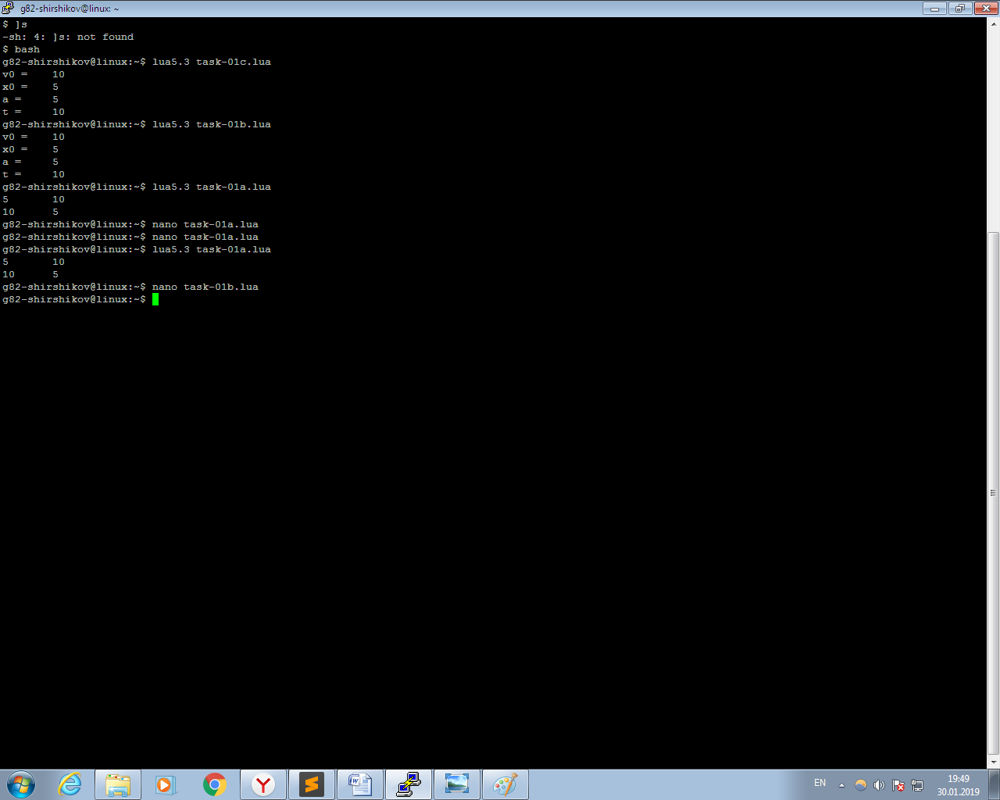 g82-shirshikov@linux: ~
$ ]s
-sh: 4: ]s: not found
$ bash
g82-shirshikov@linux:~$ lua5.3 task-01c.lua
v0 =    10
x0 =    5
a =     5
t =     10
g82-shirshikov@linux:~$ lua5.3 task-01b.lua
v0 =    10
x0 =    5
a =     5
t =     10
g82-shirshikov@linux:~$ lua5.3 task-01a.lua
5       10
10      5
g82-shirshikov@linux:~$ nano task-01a.lua
g82-shirshikov@linux:~$ nano task-01a.lua
g82-shirshikov@linux:~$ lua5.3 task-01a.lua
5       10
10      5
g82-shirshikov@linux:~$ nano task-01b.lua
g82-shirshikov@linux:~$
EN
19:49
30.01.2019